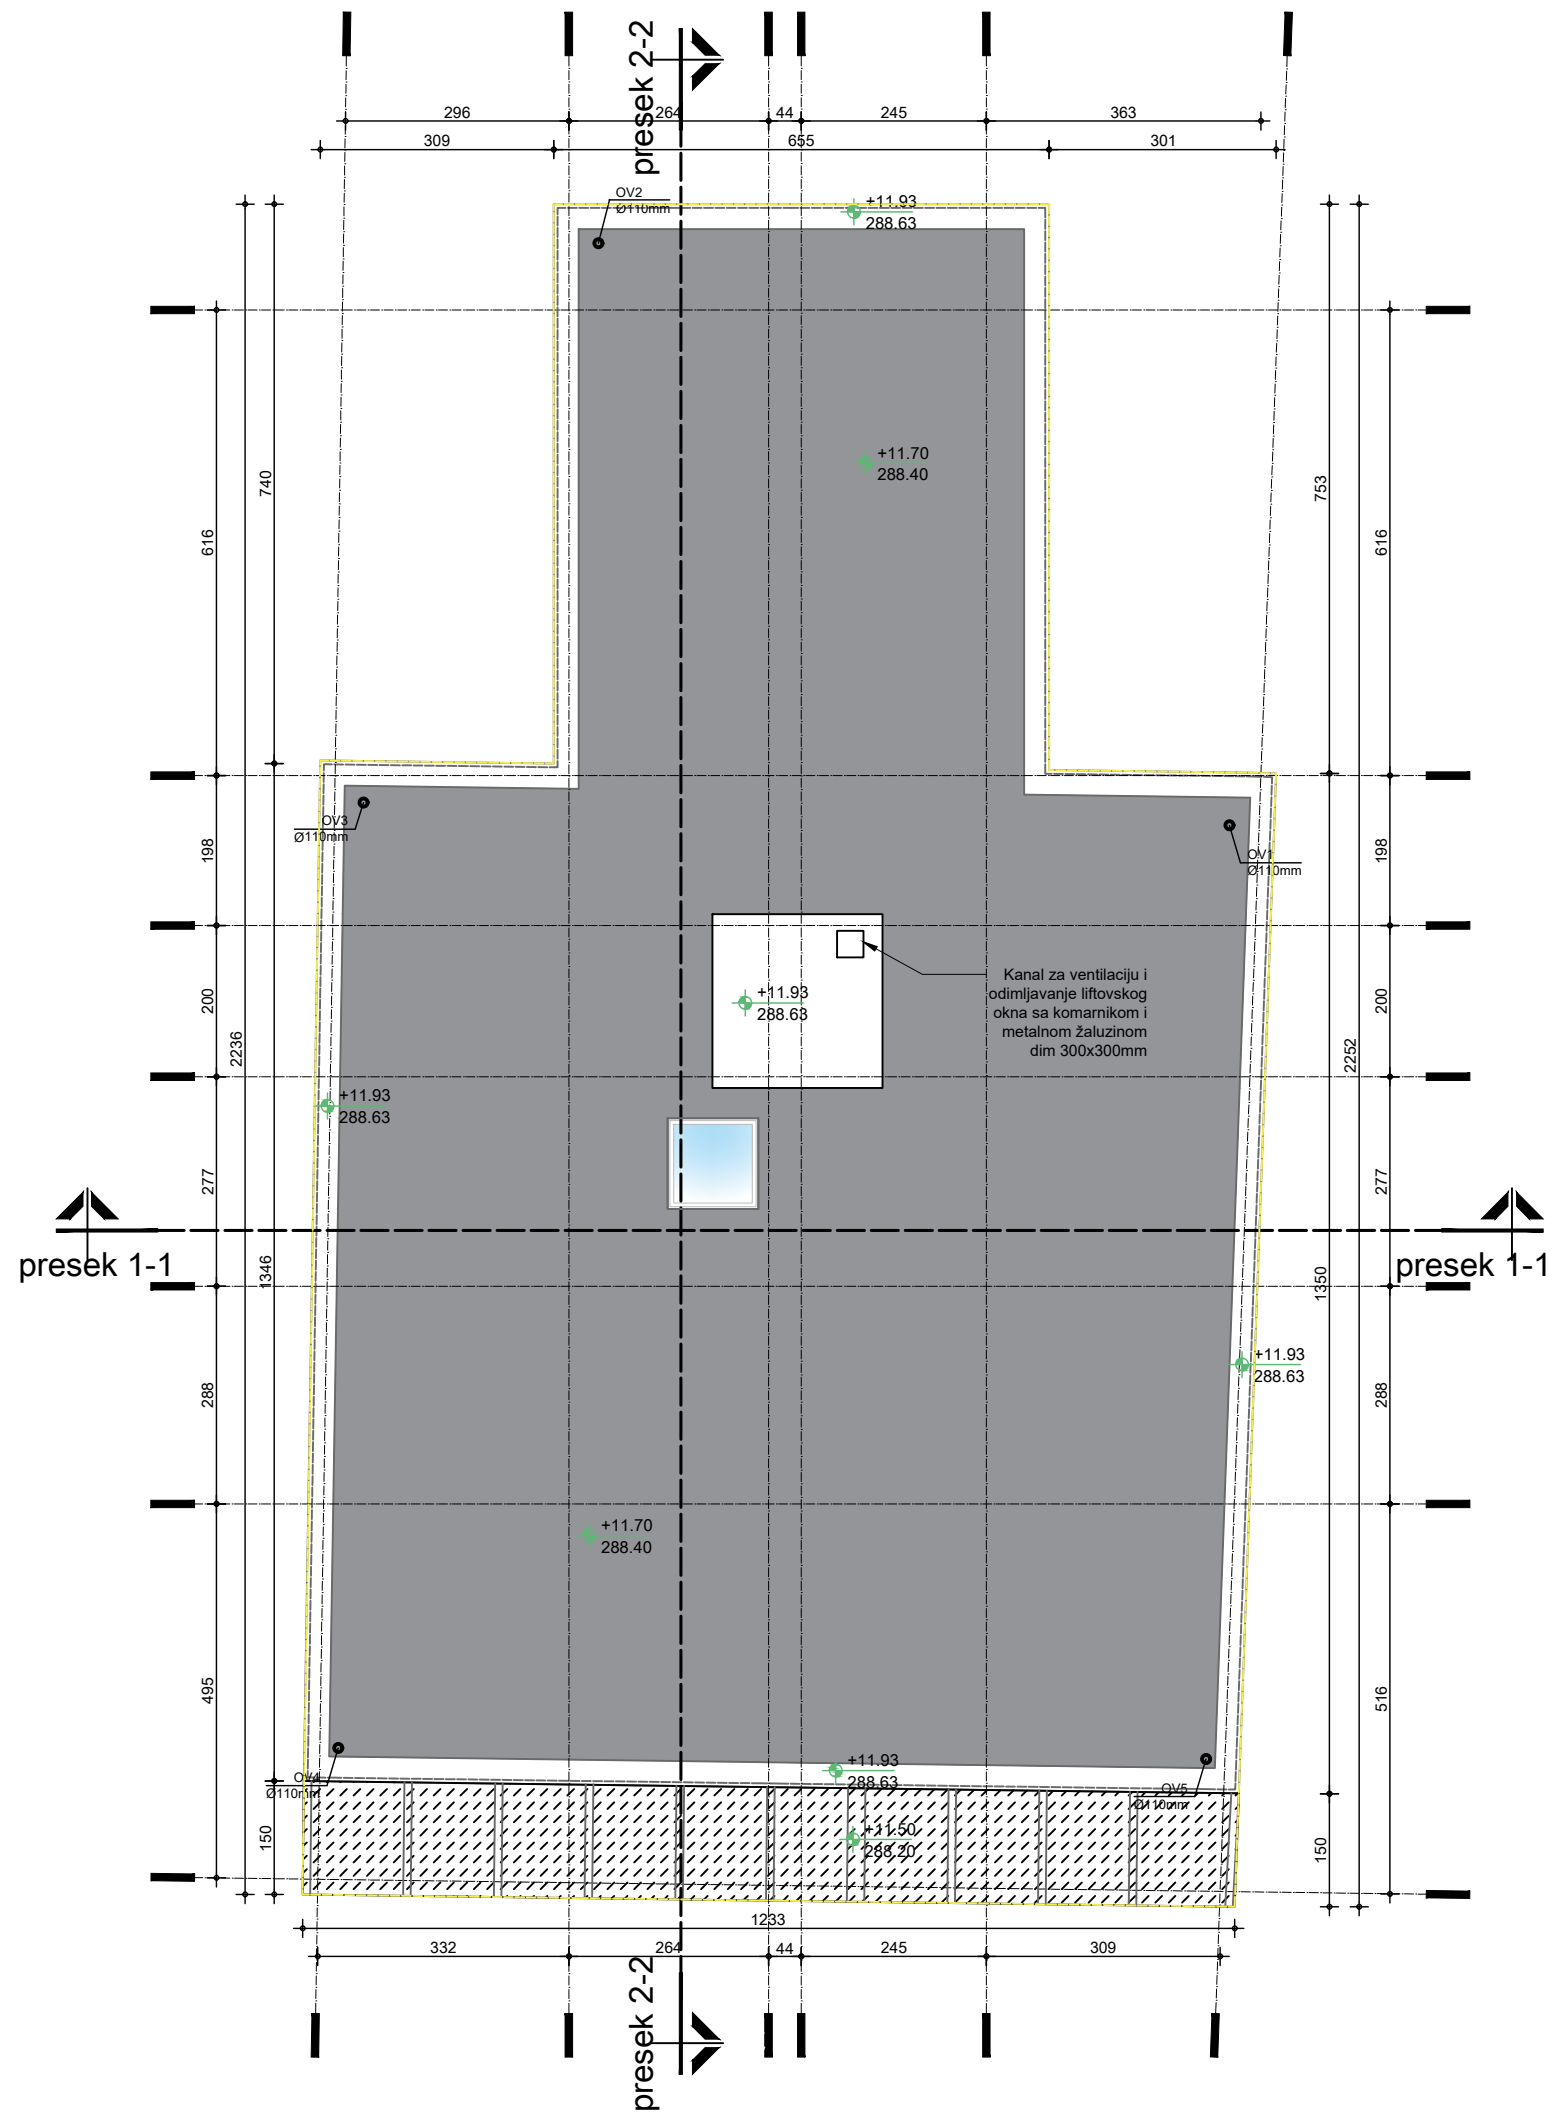 presek 2-2
296
264
44
245
363
309
655
301
OV2
Ø110mm
+11.93
288.63
+11.70
288.40
740
753
616
616
OV3
Ø110mm
198
198
OV1
Ø110mm
Kanal za ventilaciju i
odimljavanje liftovskog
okna sa komarnikom i
metalnom žaluzinom
dim 300x300mm
+11.93
288.63
200
200
2236
2252
+11.93
288.63
277
277
presek 1-1
presek 1-1
1346
1350
+11.93
288.63
288
288
+11.70
288.40
495
516
+11.93
288.63
OV4
Ø110mm
OV5
Ø110mm
+11.50
288.20
150
150
1233
332
264
44
245
309
presek 2-2